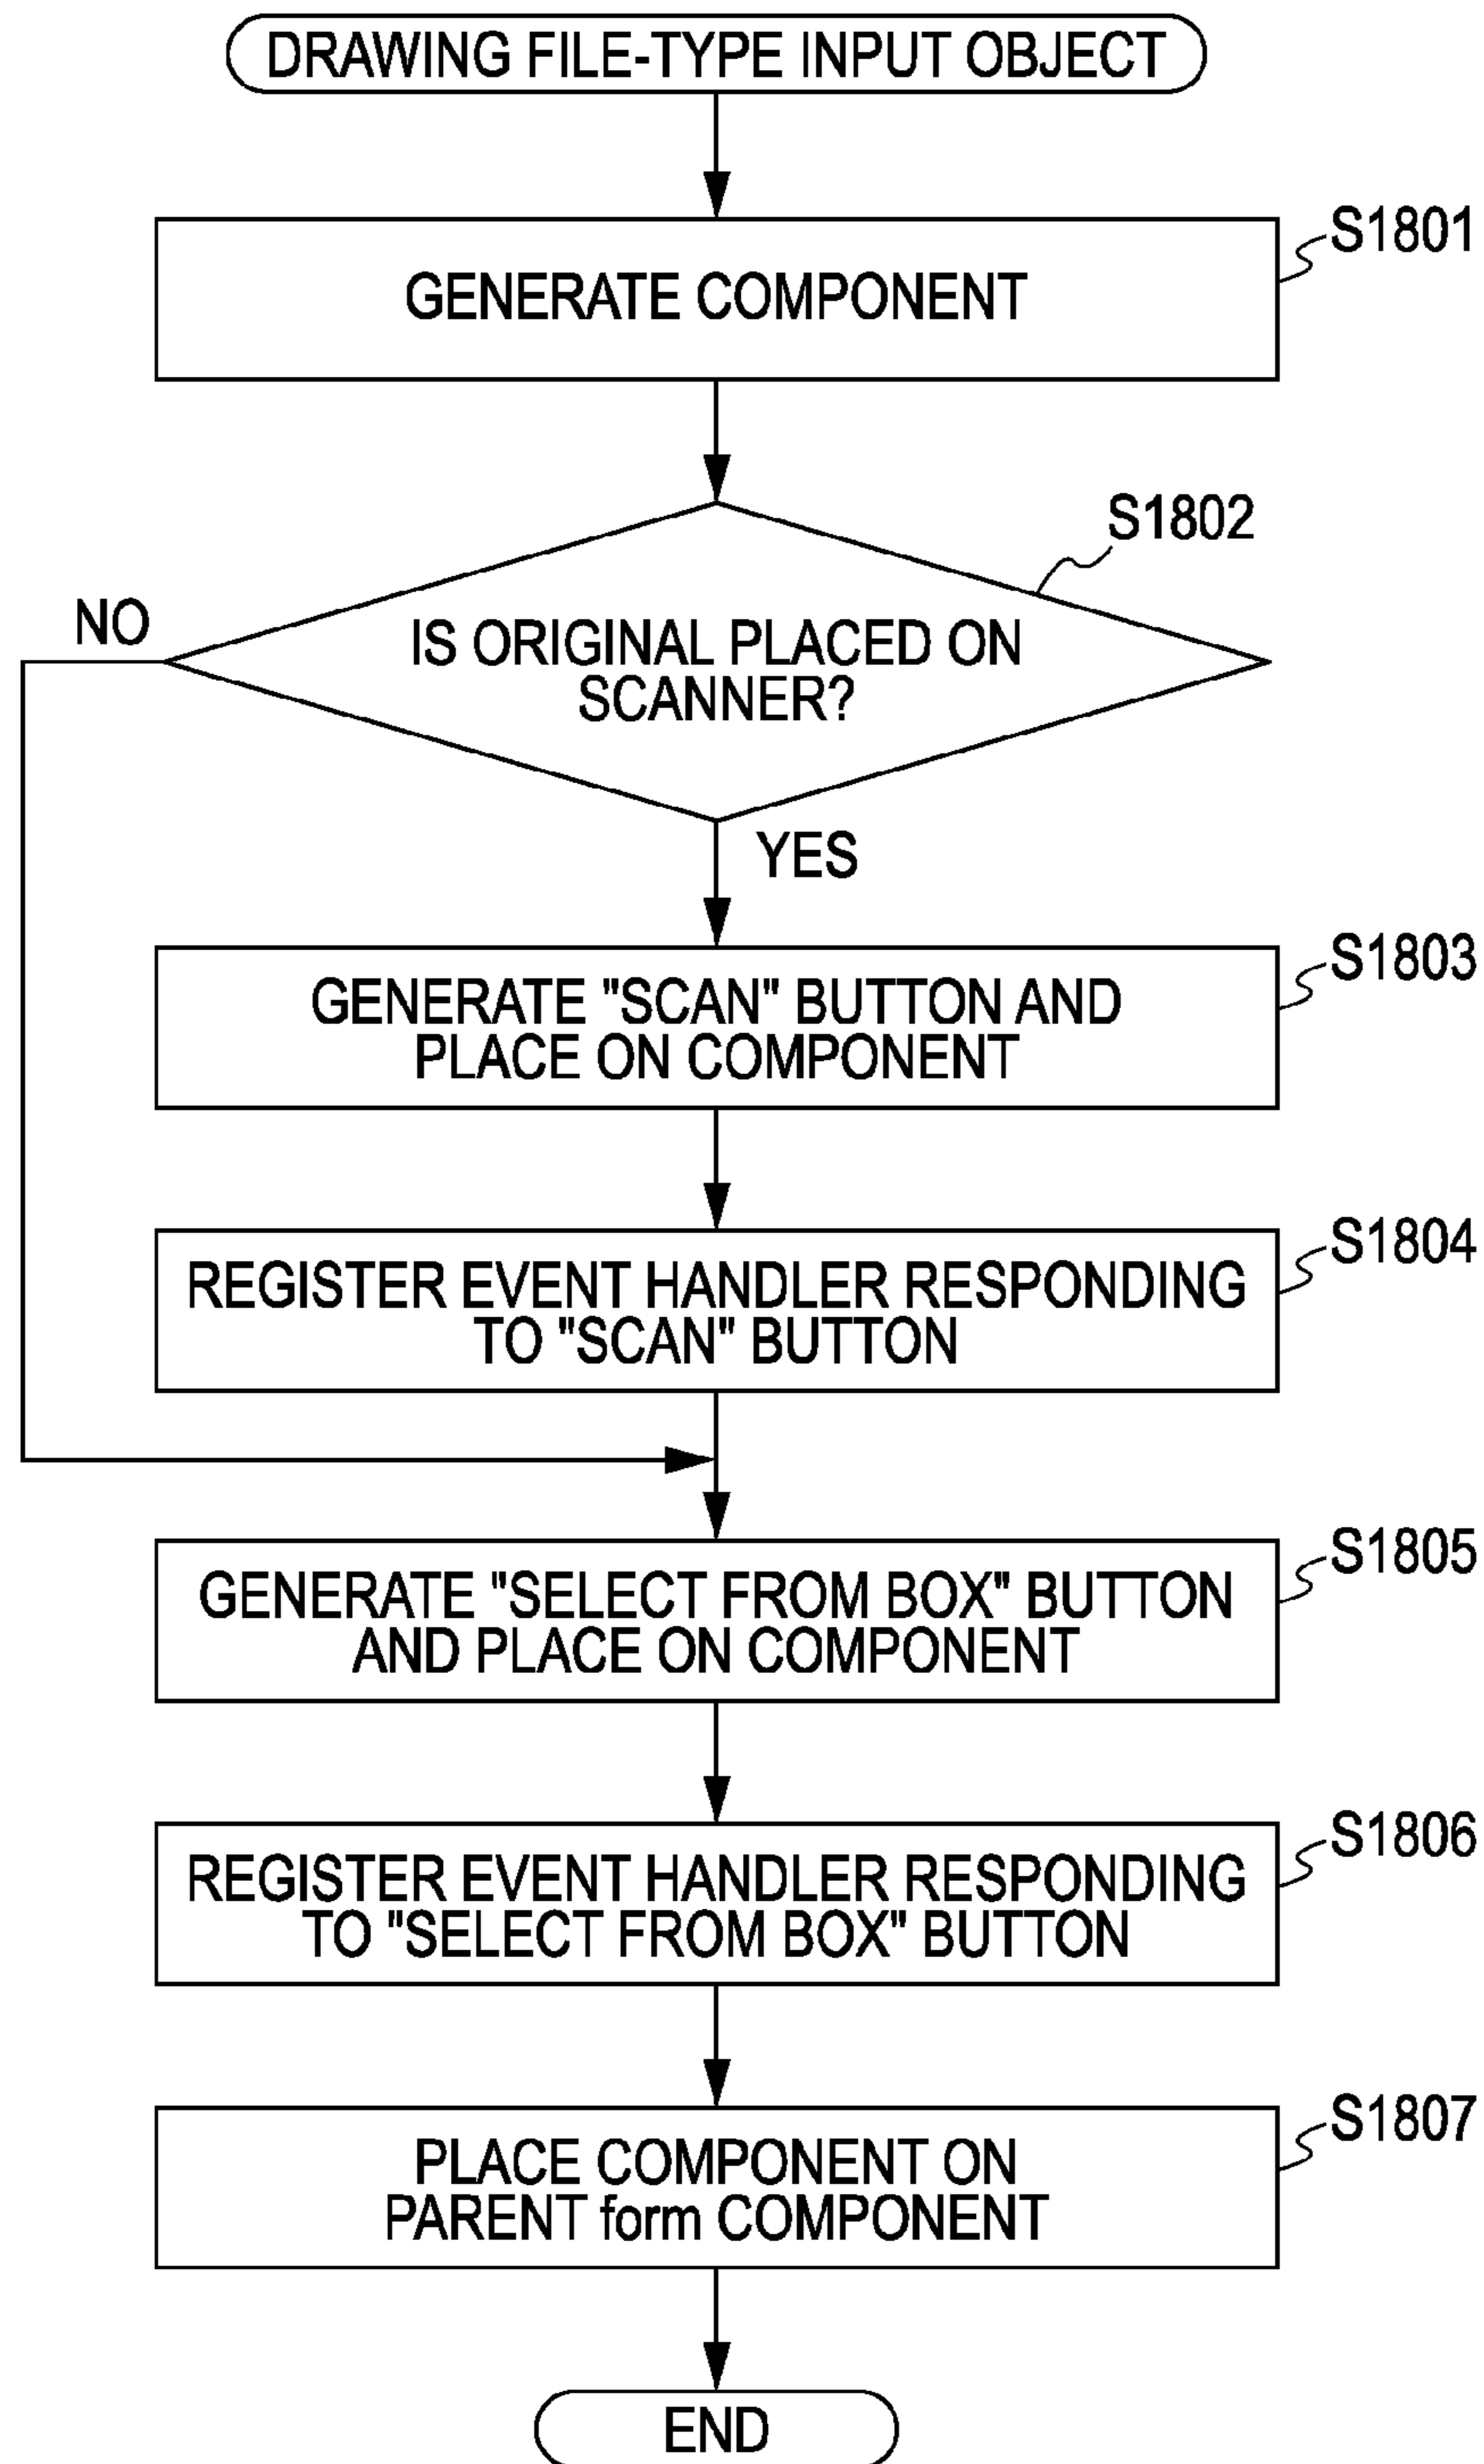 DRAWING FILE-TYPE INPUT OBJECT
S1801
GENERATE COMPONENT
S1802
NO
IS ORIGINAL PLACED ON
SCANNER?
YES
S1803
GENERATE "SCAN" BUTTON AND
PLACE ON COMPONENT
S1804
REGISTER EVENT HANDLER RESPONDING
TO "SCAN" BUTTON
S1805
GENERATE "SELECT FROM BOX" BUTTON
AND PLACE ON COMPONENT
S1806
REGISTER EVENT HANDLER RESPONDING
TO "SELECT FROM BOX" BUTTON
S1807
PLACE COMPONENT ON
PARENT form COMPONENT
END